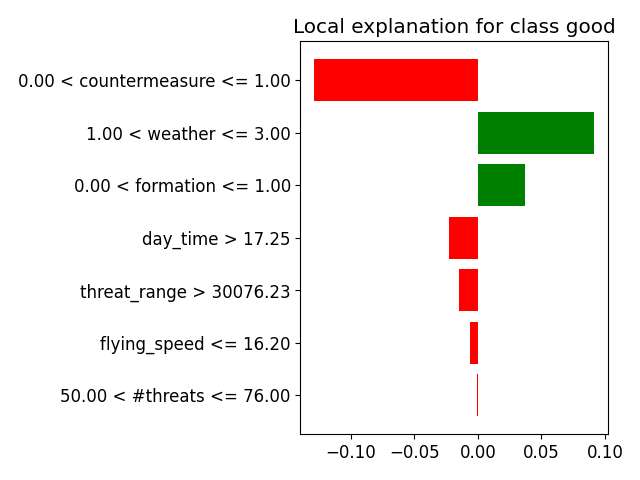 Local explanation for class good
0.00 < countermeasure <= 1.00
1.00 < weather <= 3.00
0.00 < formation <= 1.00
day_time > 17.25
threat_range > 30076.23
flying_speed <= 16.20
50.00 < #threats <= 76.00
−0.10 −0.05 0.00 0.05 0.10